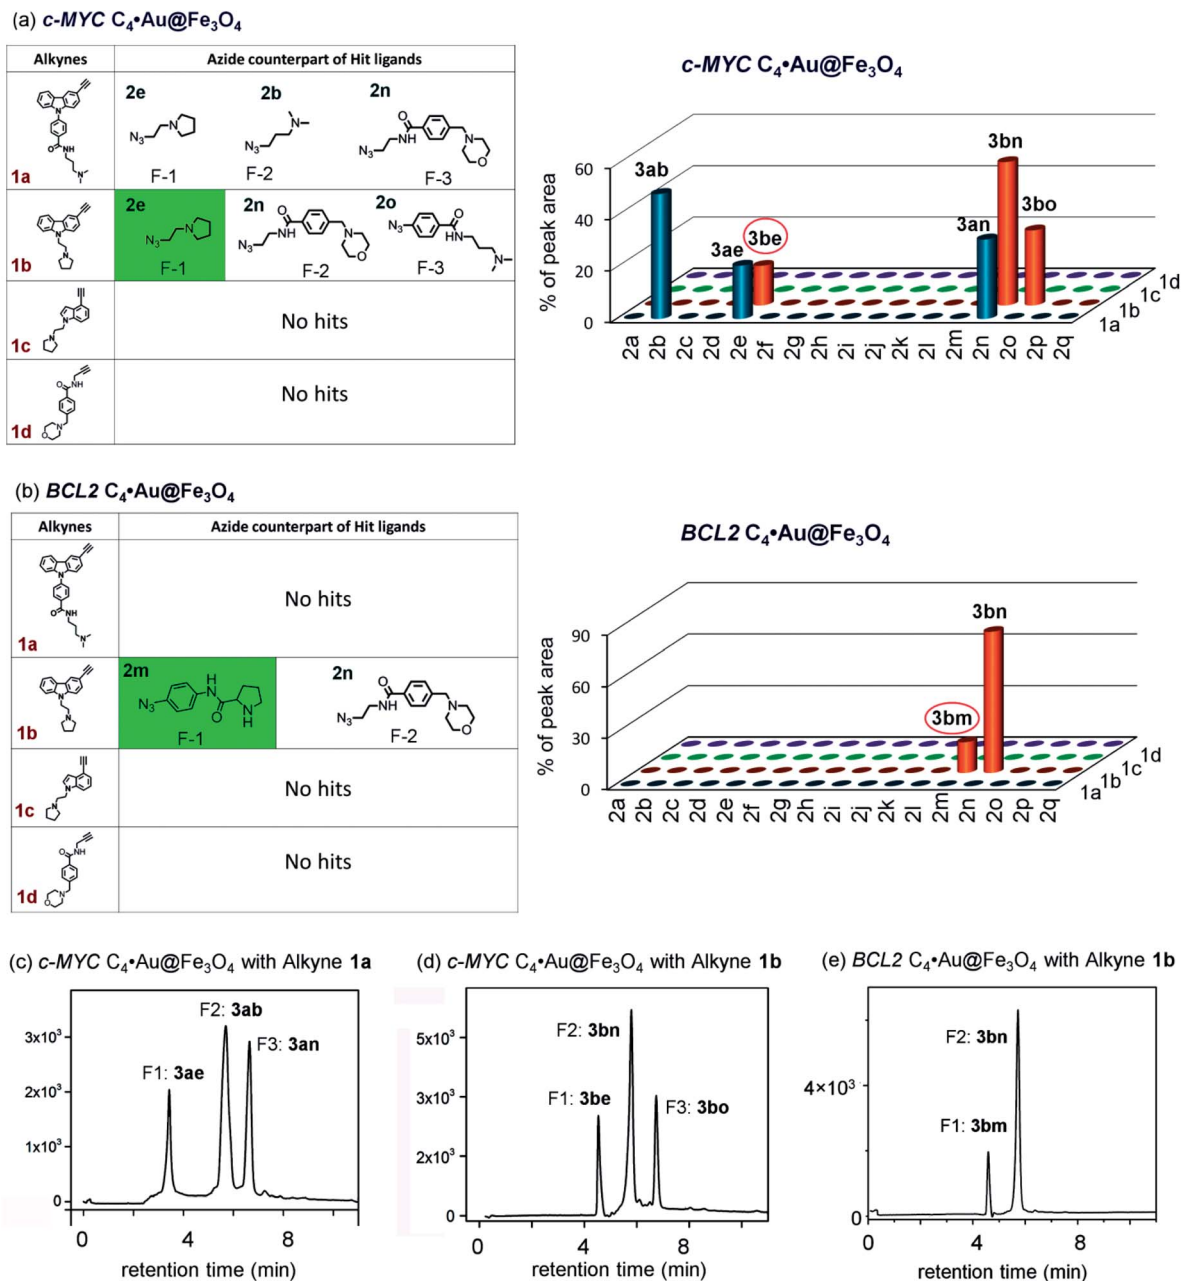 (a) c-MYC C₄•Au@Fe₃O₄
Alkynes Azide counterpart of Hit ligands
2e 2b 2n
1a F-1 F-2 F-3
2e 2n 2o
1b F-1 F-2 F-3
1c No hits
1d No hits
c-MYC C₄•Au@Fe₃O₄
% of peak area
60
40
20
0
3ab 3ae 3be 3an 3bn 3bo
2a 2b 2c 2d 2e 2f 2g 2h 2i 2j 2k 2l 2m 2n 2o 2p 2q
1a 1b 1c 1d
(b) BCL2 C₄•Au@Fe₃O₄
Alkynes Azide counterpart of Hit ligands
1a No hits
2m 2n
1b F-1 F-2
1c No hits
1d No hits
BCL2 C₄•Au@Fe₃O₄
% of peak area
90
60
30
0
3bm 3bn
2a 2b 2c 2d 2e 2f 2g 2h 2i 2j 2k 2l 2m 2n 2o 2p 2q
1a 1b 1c 1d
(c) c-MYC C₄•Au@Fe₃O₄ with Alkyne 1a
3x10³
2x10³
1x10³
0
F1: 3ae
F2: 3ab
F3: 3an
0 4 8
retention time (min)
(d) c-MYC C₄•Au@Fe₃O₄ with Alkyne 1b
5x10³
3x10³
2x10³
0
F1: 3be
F2: 3bn
F3: 3bo
0 4 8
retention time (min)
(e) BCL2 C₄•Au@Fe₃O₄ with Alkyne 1b
4×10³
0
F2: 3bn
F1: 3bm
0 4 8
retention time (min)